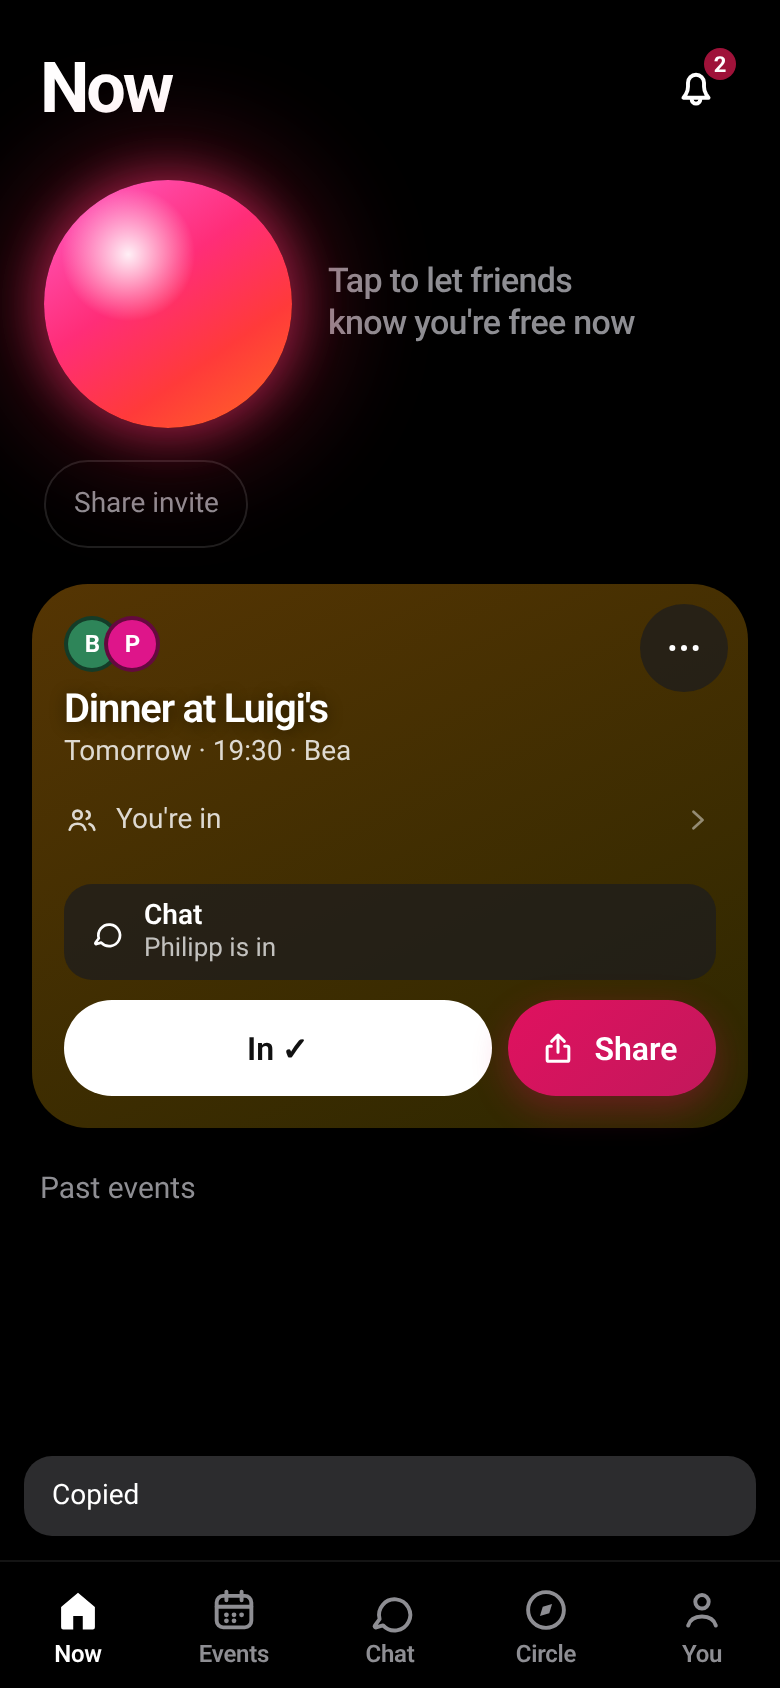 Now
2
Tap to let friends
know you're free now
Share invite
B P
Dinner at Luigi's
Tomorrow · 19:30 · Bea
You're in
Chat
Philipp is in
In ✓
Share
Past events
Copied
Now Events Chat Circle You